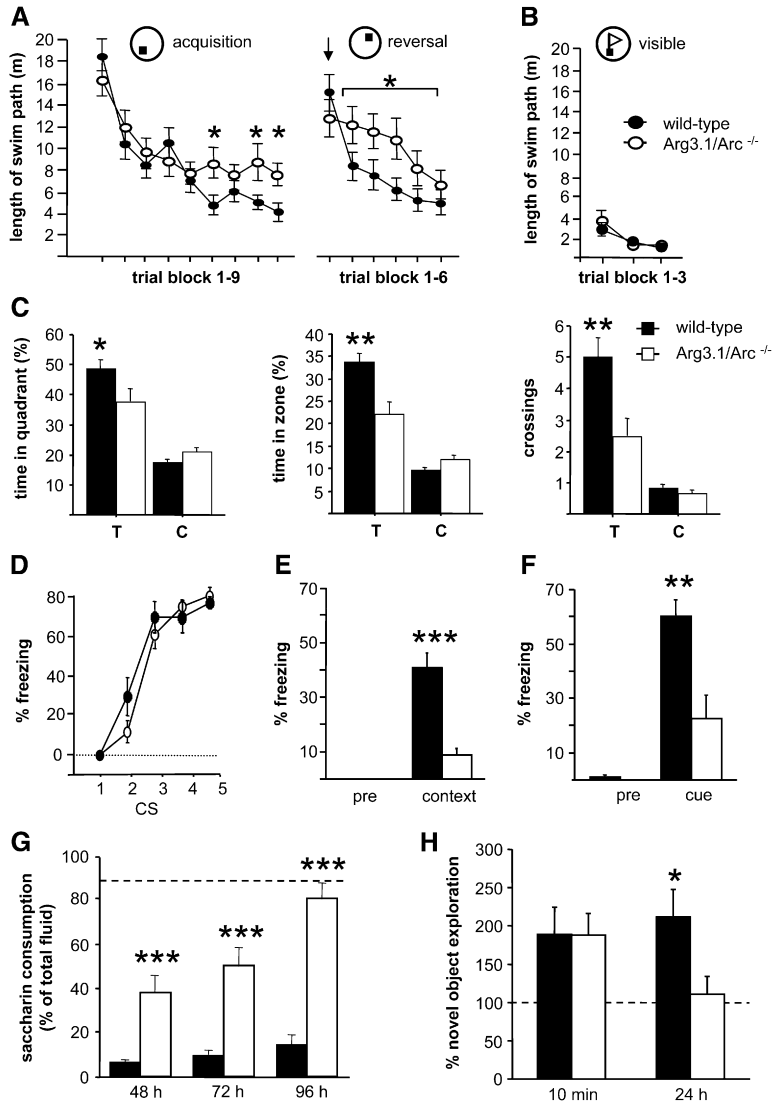 A
acquisition
reversal
length of swim path (m)
20
18
16
14
12
10
8
6
4
2
* * *
*
trial block 1-9
trial block 1-6
B
visible
length of swim path (m)
20
18
16
14
12
10
8
6
4
2
wild-type
Arg3.1/Arc -/-
trial block 1-3
C
time in quadrant (%)
60
50
40
30
20
10
*
T C
time in zone (%)
40
35
30
25
20
15
10
5
**
T C
crossings
6
5
4
3
2
1
**
T C
wild-type
Arg3.1/Arc -/-
D
% freezing
80
60
40
20
0
1 2 3 4 5
CS
E
% freezing
70
50
30
10
***
pre context
F
% freezing
70
50
30
10
**
pre cue
G
saccharin consumption
(% of total fluid)
100
80
60
40
20
0
***
***
***
48 h 72 h 96 h
H
% novel object exploration
300
250
200
150
100
50
0
*
10 min 24 h